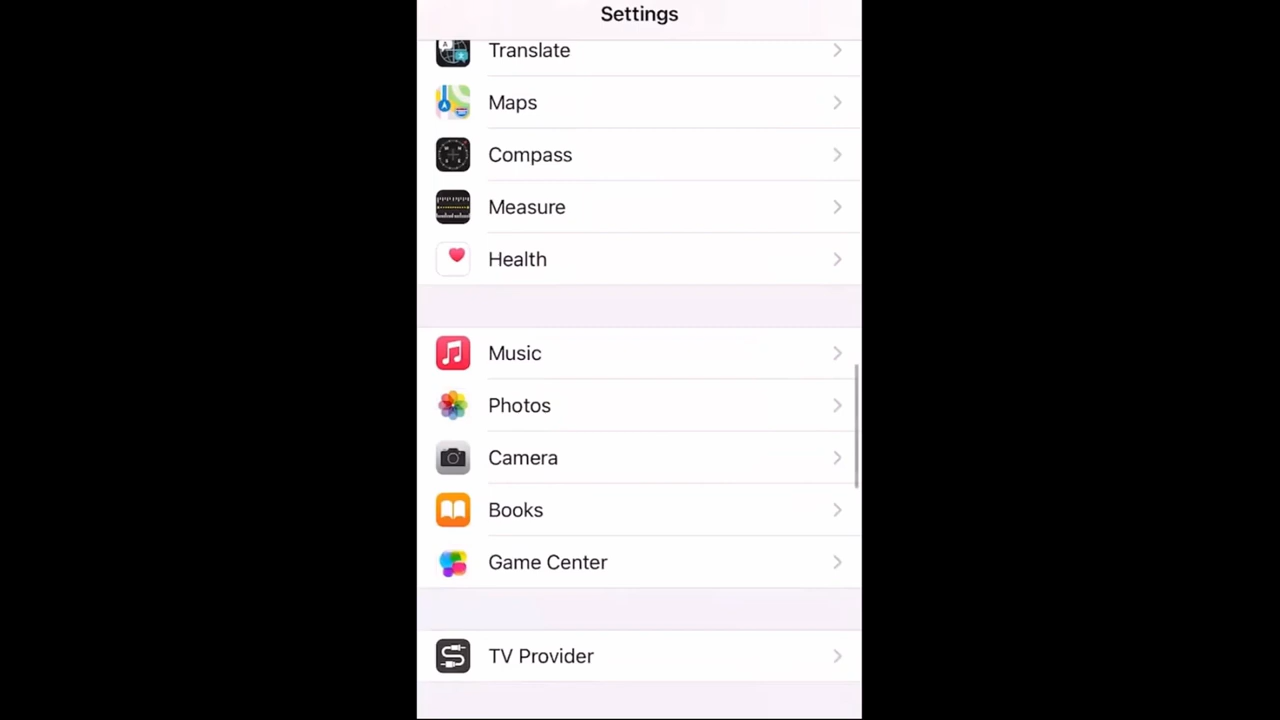 Settings
Translate
Maps
Compass
Measure
Health
Music
Photos
Camera
Books
Game Center
TV Provider